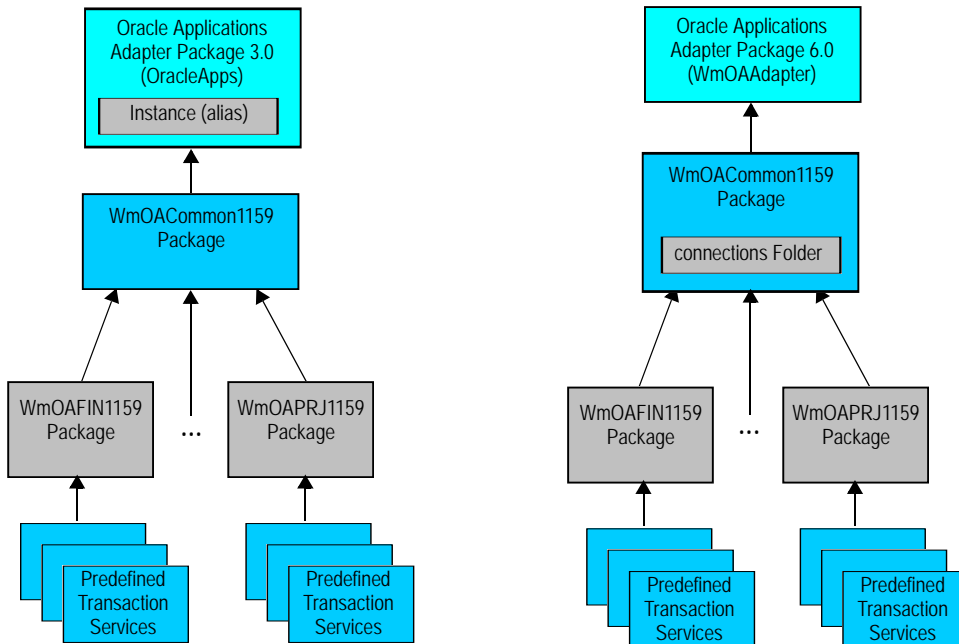 Oracle Applications
Adapter Package 3.0
(OracleApps)
Instance (alias)
WmOACommon1159
Package
WmOAFIN1159
Package
...
WmOAPRJ1159
Package
Predefined
Transaction
Services
Predefined
Transaction
Services
Oracle Applications
Adapter Package 6.0
(WmOAAdapter)
WmOACommon1159
Package
connections Folder
WmOAFIN1159
Package
...
WmOAPRJ1159
Package
Predefined
Transaction
Services
Predefined
Transaction
Services